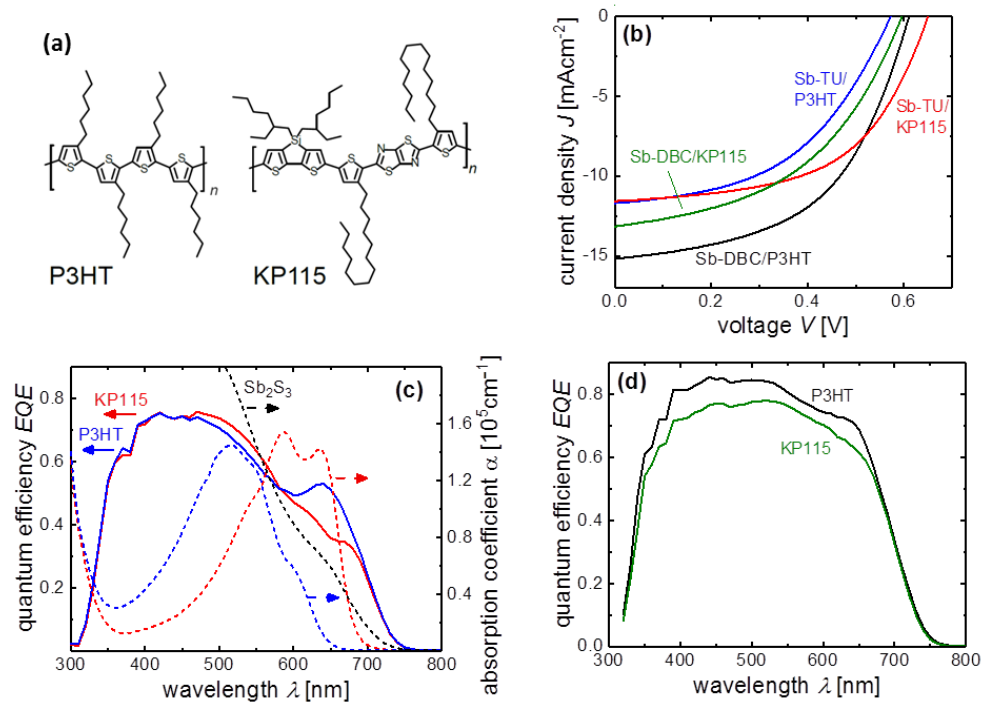 (a)
Si
S
S
N
S
S
N
S
S
n
n
P3HT
KP115
(b)
0
-5
-10
-15
current density J [mAcm-2]
Sb-TU/
P3HT
Sb-TU/
KP115
Sb-DBC/KP115
Sb-DBC/P3HT
0.0 0.2 0.4 0.6
voltage V [V]
(c)
Sb2S3
KP115
P3HT
0.8
0.6
0.4
0.2
quantum efficiency EQE
1.6
1.2
0.8
0.4
absorption coefficient α [10⁵cm⁻¹]
300 400 500 600 700 800
wavelength λ [nm]
(d)
P3HT
KP115
0.8
0.6
0.4
0.2
0.0
quantum efficiency EQE
300 400 500 600 700 800
wavelength λ [nm]